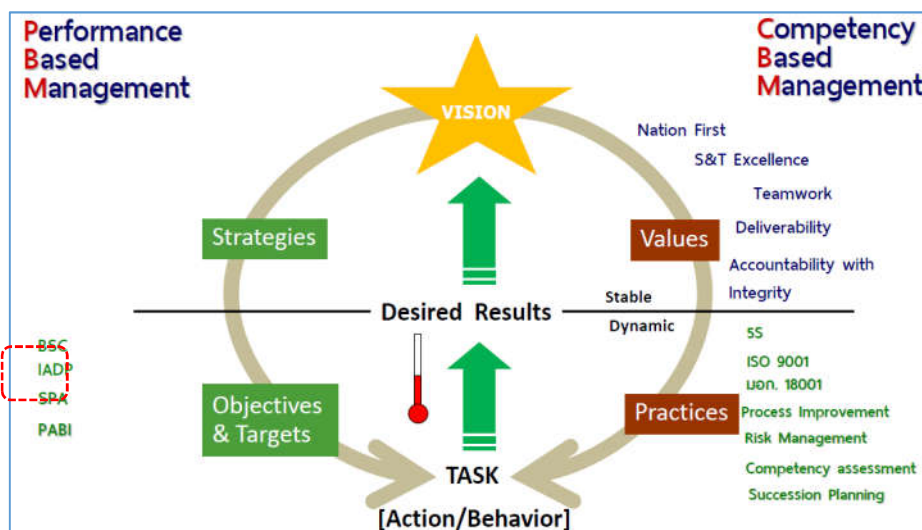 Performance
Based
Management
Competency
Based
Management
VISION
Nation First
S&T Excellence
Teamwork
Deliverability
Accountability with
Integrity
Strategies
Values
Desired Results
Stable
Dynamic
BSC
IADP
SPA
PABI
Objectives
& Targets
Practices
5S
ISO 9001
มอก. 18001
Process Improvement
Risk Management
Competency assessment
Succession Planning
TASK
[Action/Behavior]